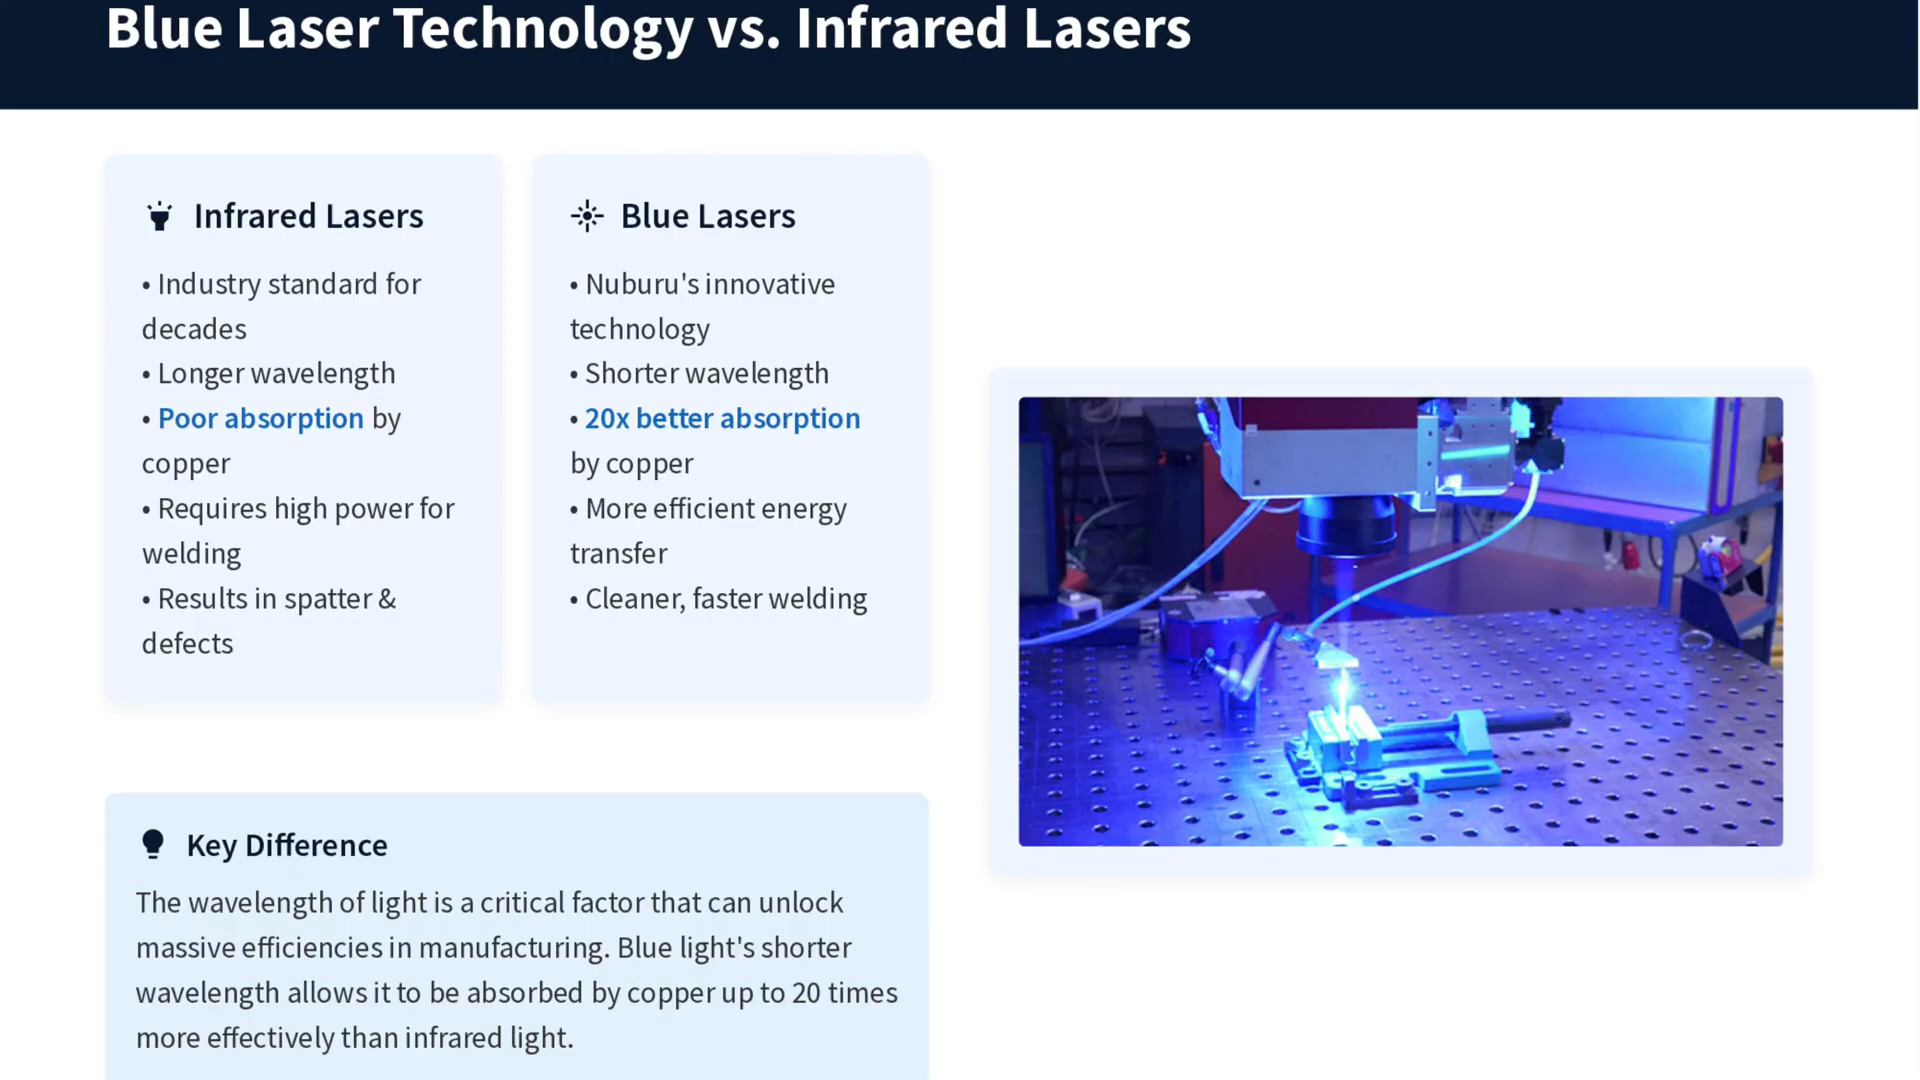 Blue Laser Technology vs. Infrared Lasers
Infrared Lasers
• Industry standard for
decades
• Longer wavelength
• Poor absorption by
copper
• Requires high power for
welding
• Results in spatter &
defects
Blue Lasers
• Nuburu's innovative
technology
• Shorter wavelength
• 20x better absorption
by copper
• More efficient energy
transfer
• Cleaner, faster welding
Key Difference
The wavelength of light is a critical factor that can unlock
massive efficiencies in manufacturing. Blue light's shorter
wavelength allows it to be absorbed by copper up to 20 times
more effectively than infrared light.